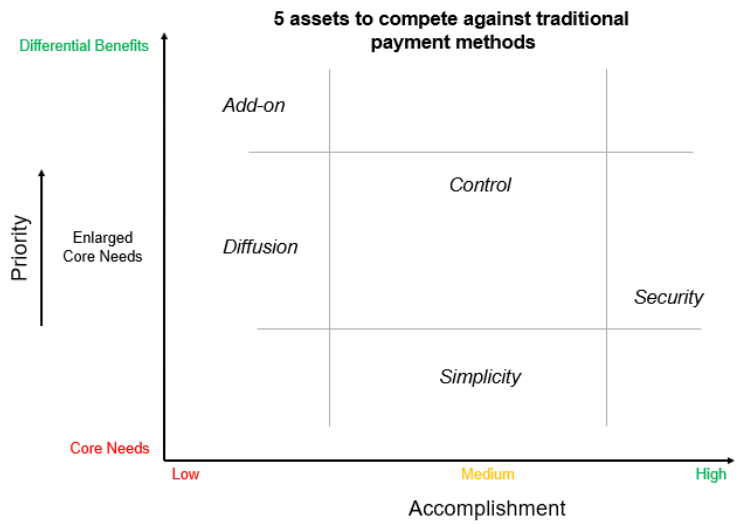 5 assets to compete against traditional
payment methods
Differential Benefits
Add-on
Control
Priority
Enlarged
Core Needs
Diffusion
Security
Simplicity
Core Needs
Low
Medium
High
Accomplishment